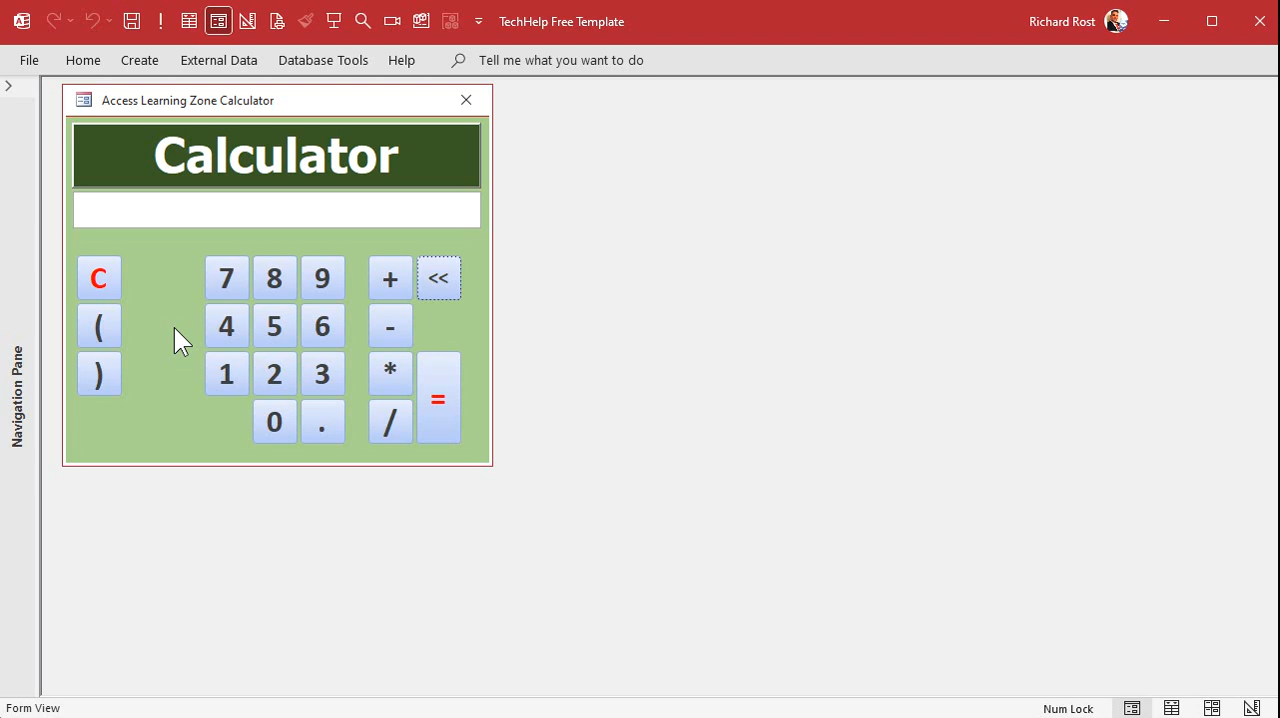 TechHelp Free Template
Richard Rost
File Home Create External Data Database Tools Help Tell me what you want to do
Access Learning Zone Calculator
Calculator
C 7 8 9 + <<
( 4 5 6 -
) 1 2 3 * =
0 . /
Navigation Pane
Form View
Num Lock